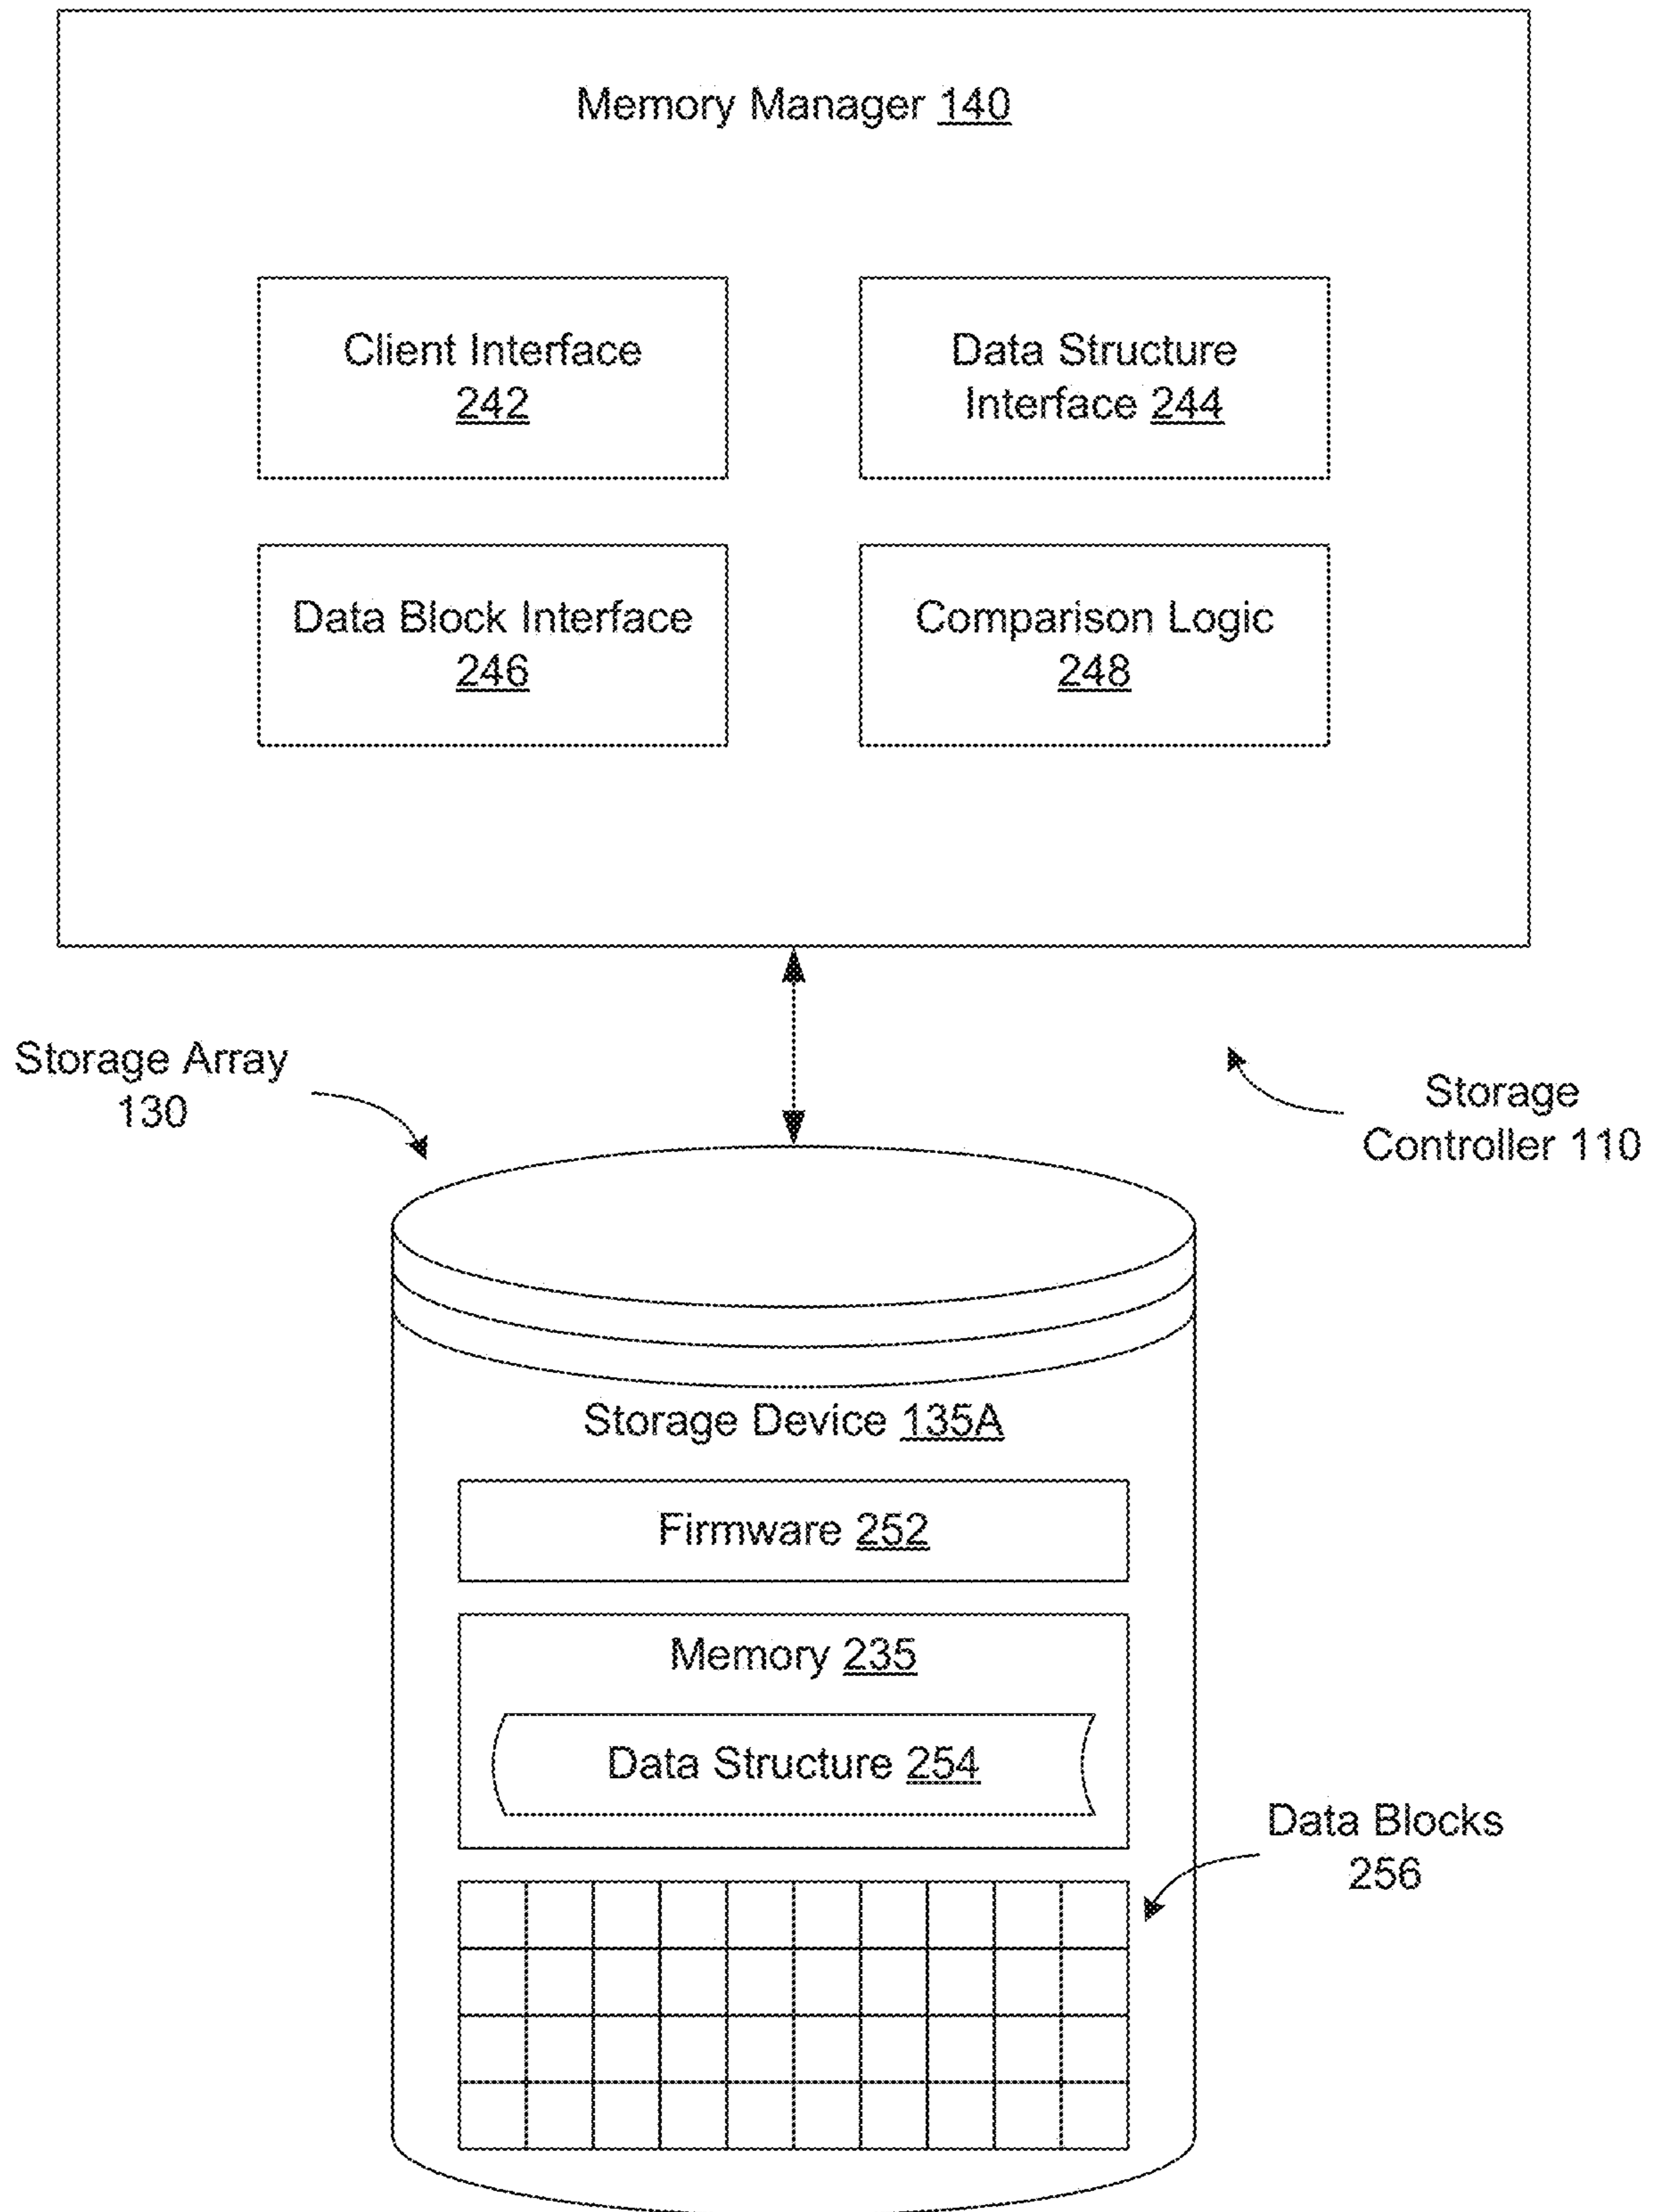 Memory Manager 140
Client Interface
242
Data Structure
Interface 244
Data Block Interface
246
Comparison Logic
248
Storage Array
130
Storage
Controller 110
Storage Device 135A
Firmware 252
Memory 235
Data Structure 254
Data Blocks
256